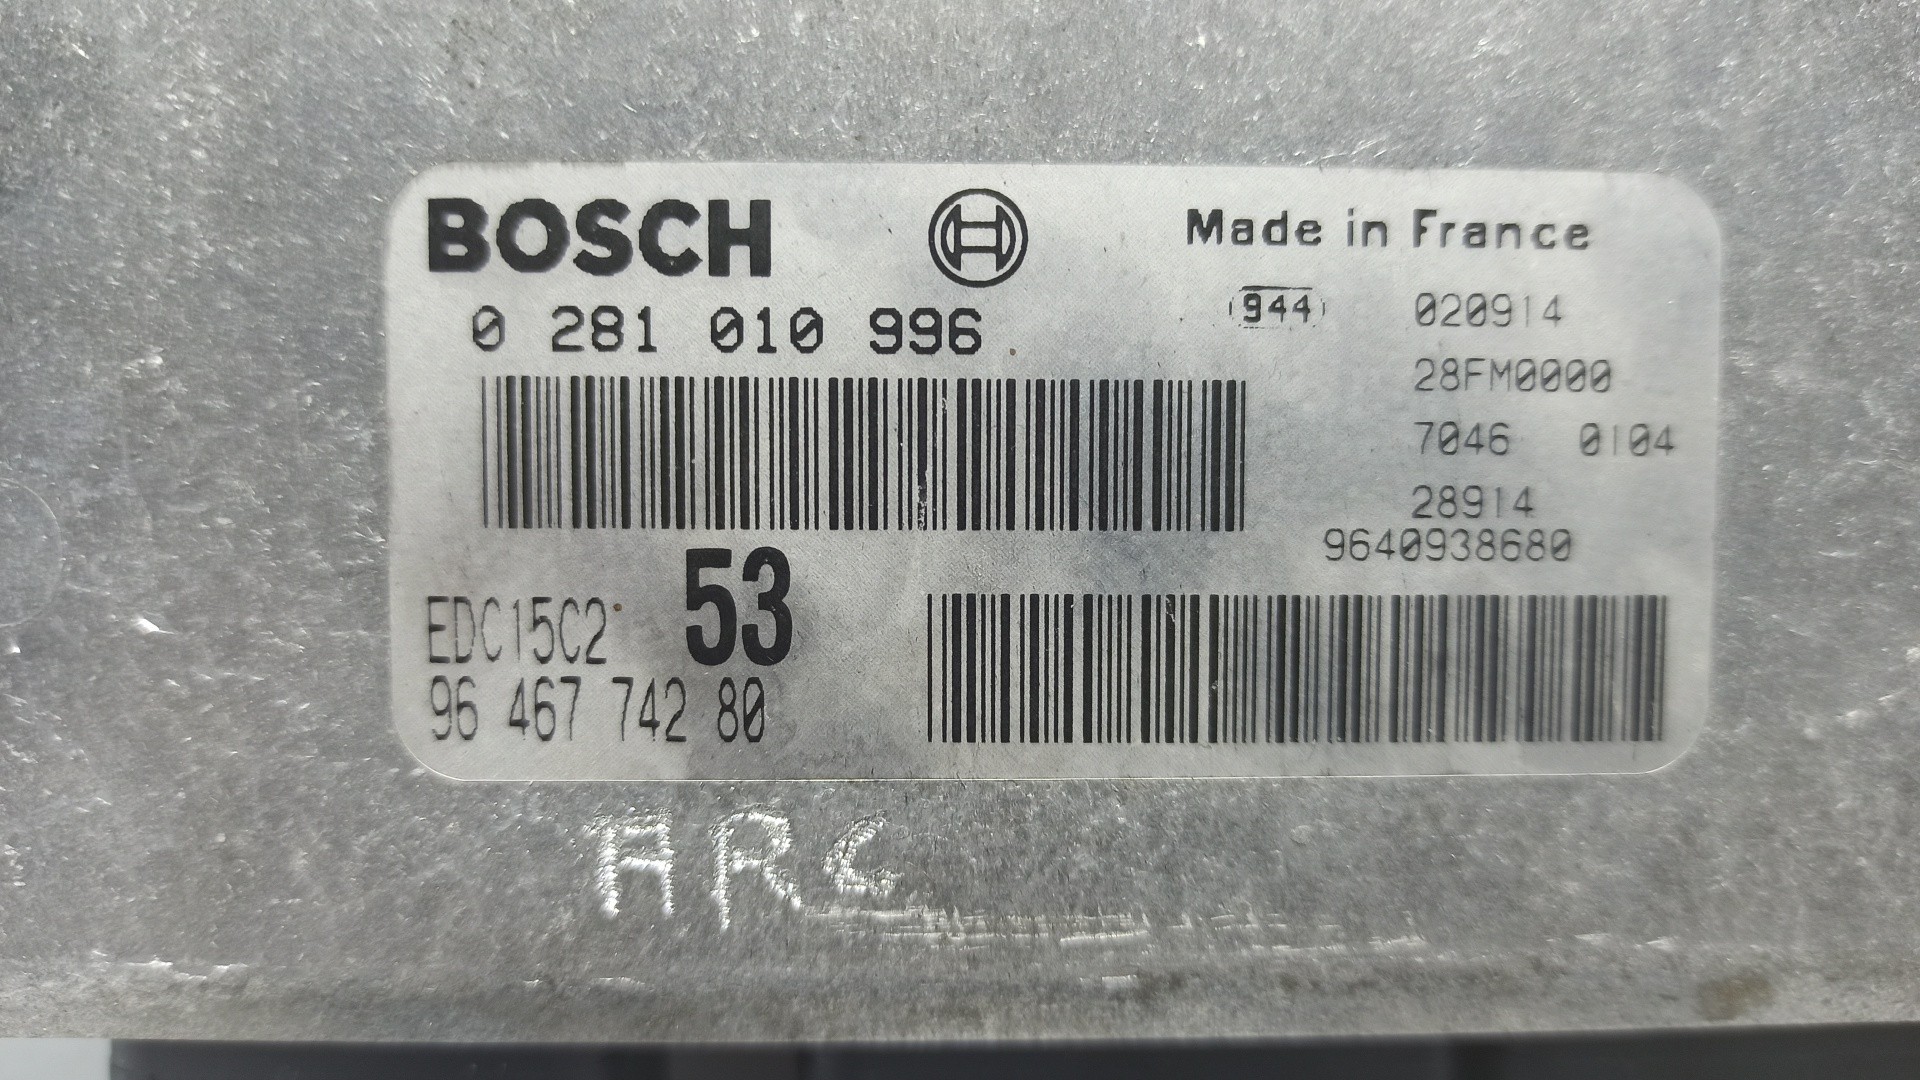 BOSCH
Made in France
0 281 010 996
944 020914
28FM0000
7046 0104
28914
9640938680
EDC15C2 53
96 467 742 80
ARC